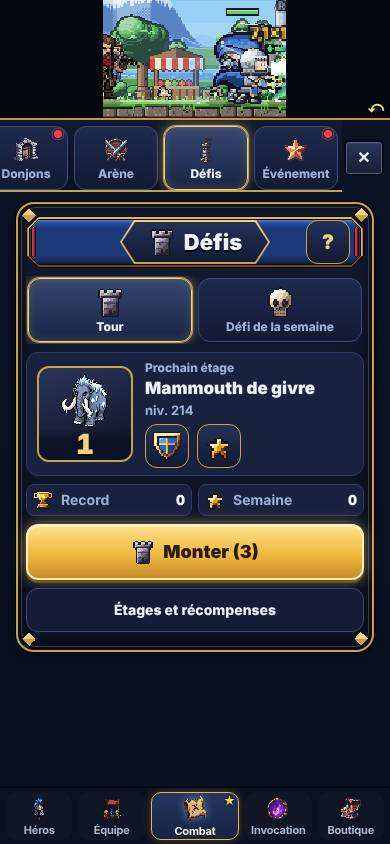 Donjons
Arène
Défis
Événement
Défis
?
Tour
Défi de la semaine
Prochain étage
Mammouth de givre
niv. 214
1
Record 0
Semaine 0
Monter (3)
Étages et récompenses
Héros
Équipe
Combat
Invocation
Boutique